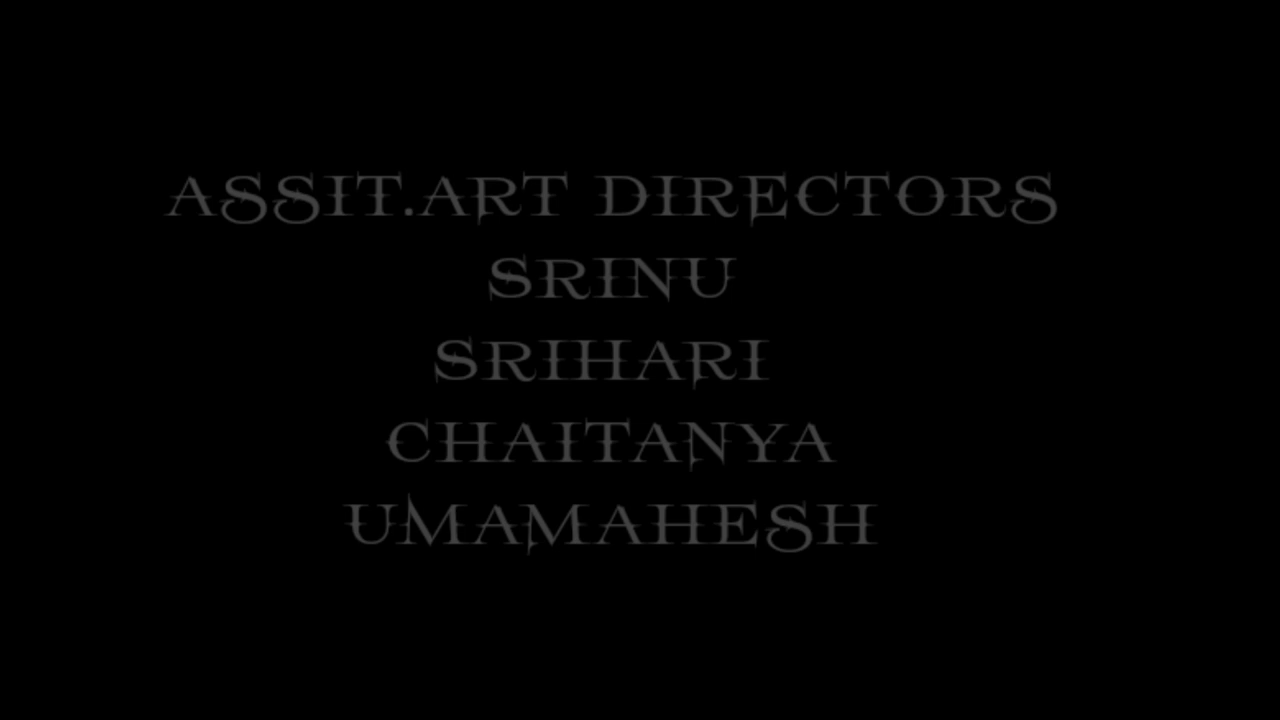 ASSIT.ART DIRECTORS
SRINU
SRIHARI
CHAITANYA
UMAMAHESH